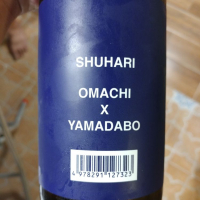 SHUHARI
OMACHI
X
YAMADABO
4 978291 127323